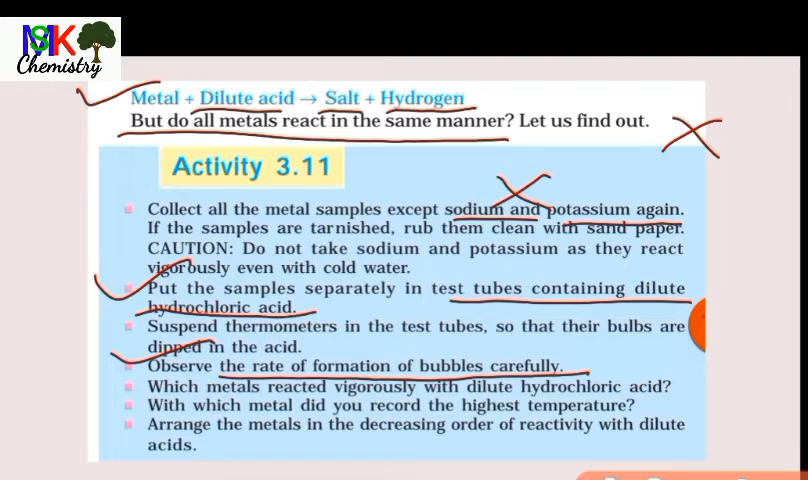 MSK
Chemistry
Metal + Dilute acid → Salt + Hydrogen
But do all metals react in the same manner? Let us find out.
Activity 3.11
Collect all the metal samples except sodium and potassium again.
If the samples are tarnished, rub them clean with sand paper.
CAUTION: Do not take sodium and potassium as they react
vigorously even with cold water.
Put the samples separately in test tubes containing dilute
hydrochloric acid.
Suspend thermometers in the test tubes, so that their bulbs are
dipped in the acid.
Observe the rate of formation of bubbles carefully.
Which metals reacted vigorously with dilute hydrochloric acid?
With which metal did you record the highest temperature?
Arrange the metals in the decreasing order of reactivity with dilute
acids.